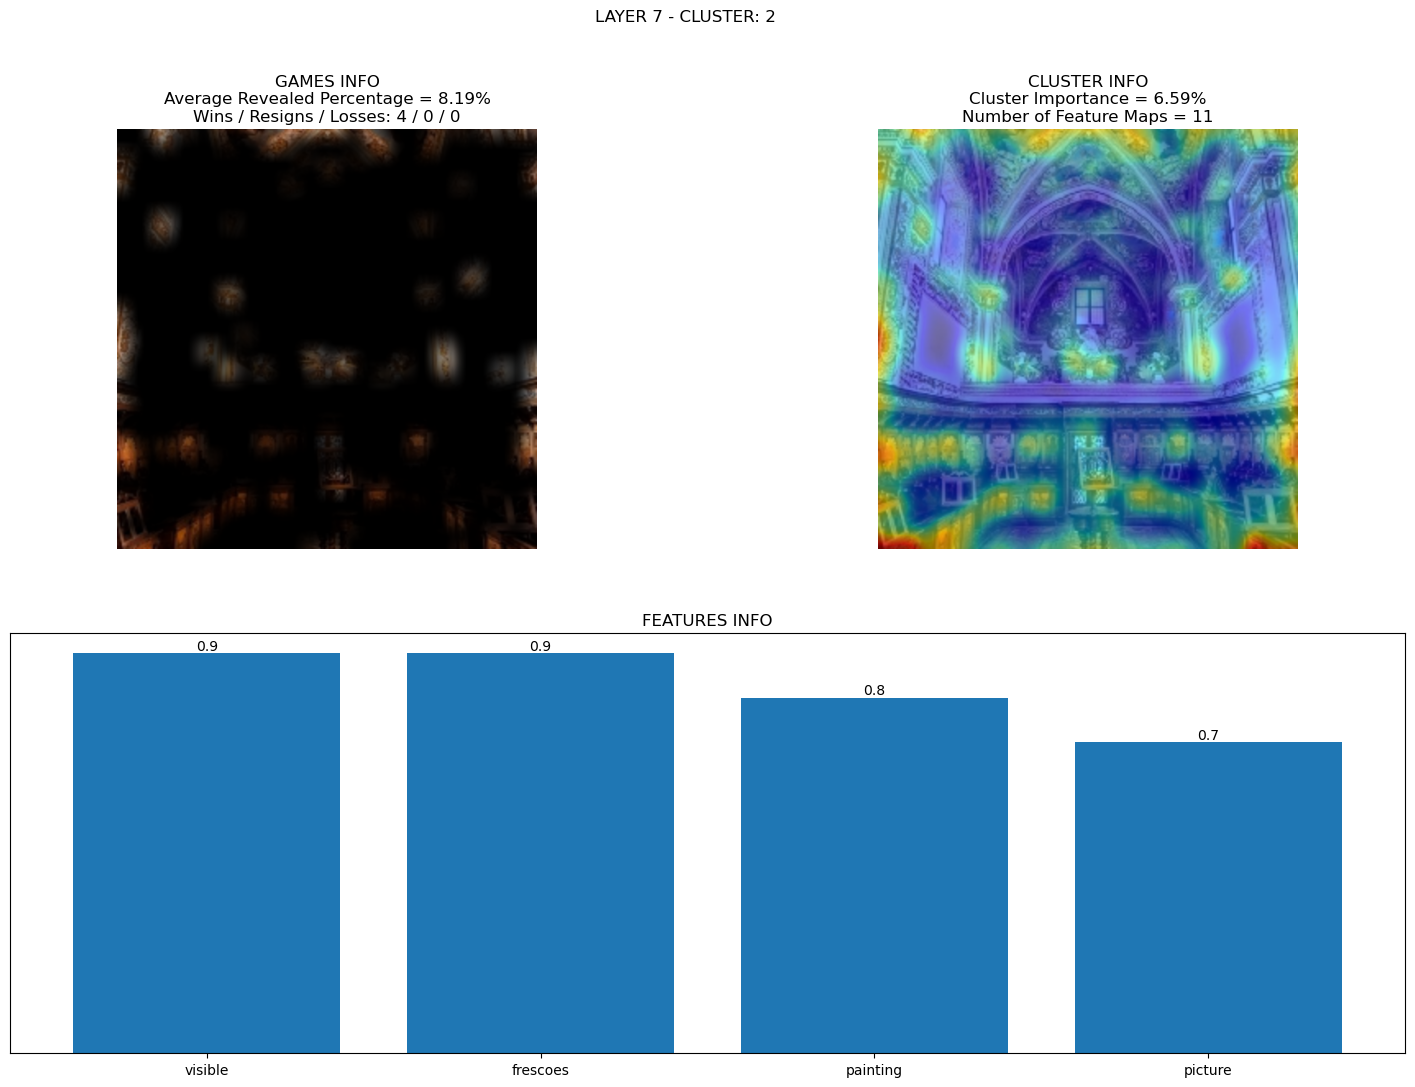 LAYER 7 - CLUSTER: 2
GAMES INFO
Average Revealed Percentage = 8.19%
Wins / Resigns / Losses: 4 / 0 / 0
CLUSTER INFO
Cluster Importance = 6.59%
Number of Feature Maps = 11
FEATURES INFO
0.9
0.9
0.8
0.7
visible
frescoes
painting
picture